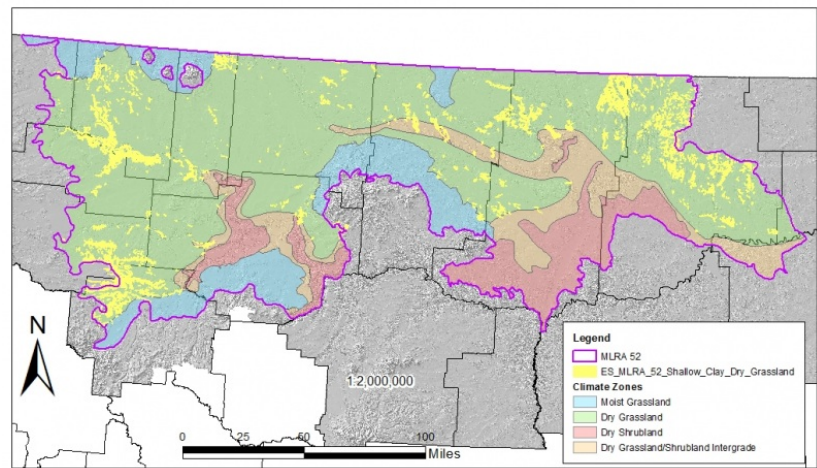 N
1:2,000,000
0 25 50 100
Miles
Legend
MLRA 52
ES_MLRA_52_Shallow_Clay_Dry_Grassland
Climate Zones
Moist Grassland
Dry Grassland
Dry Shrubland
Dry Grassland/Shrubland Intergrade